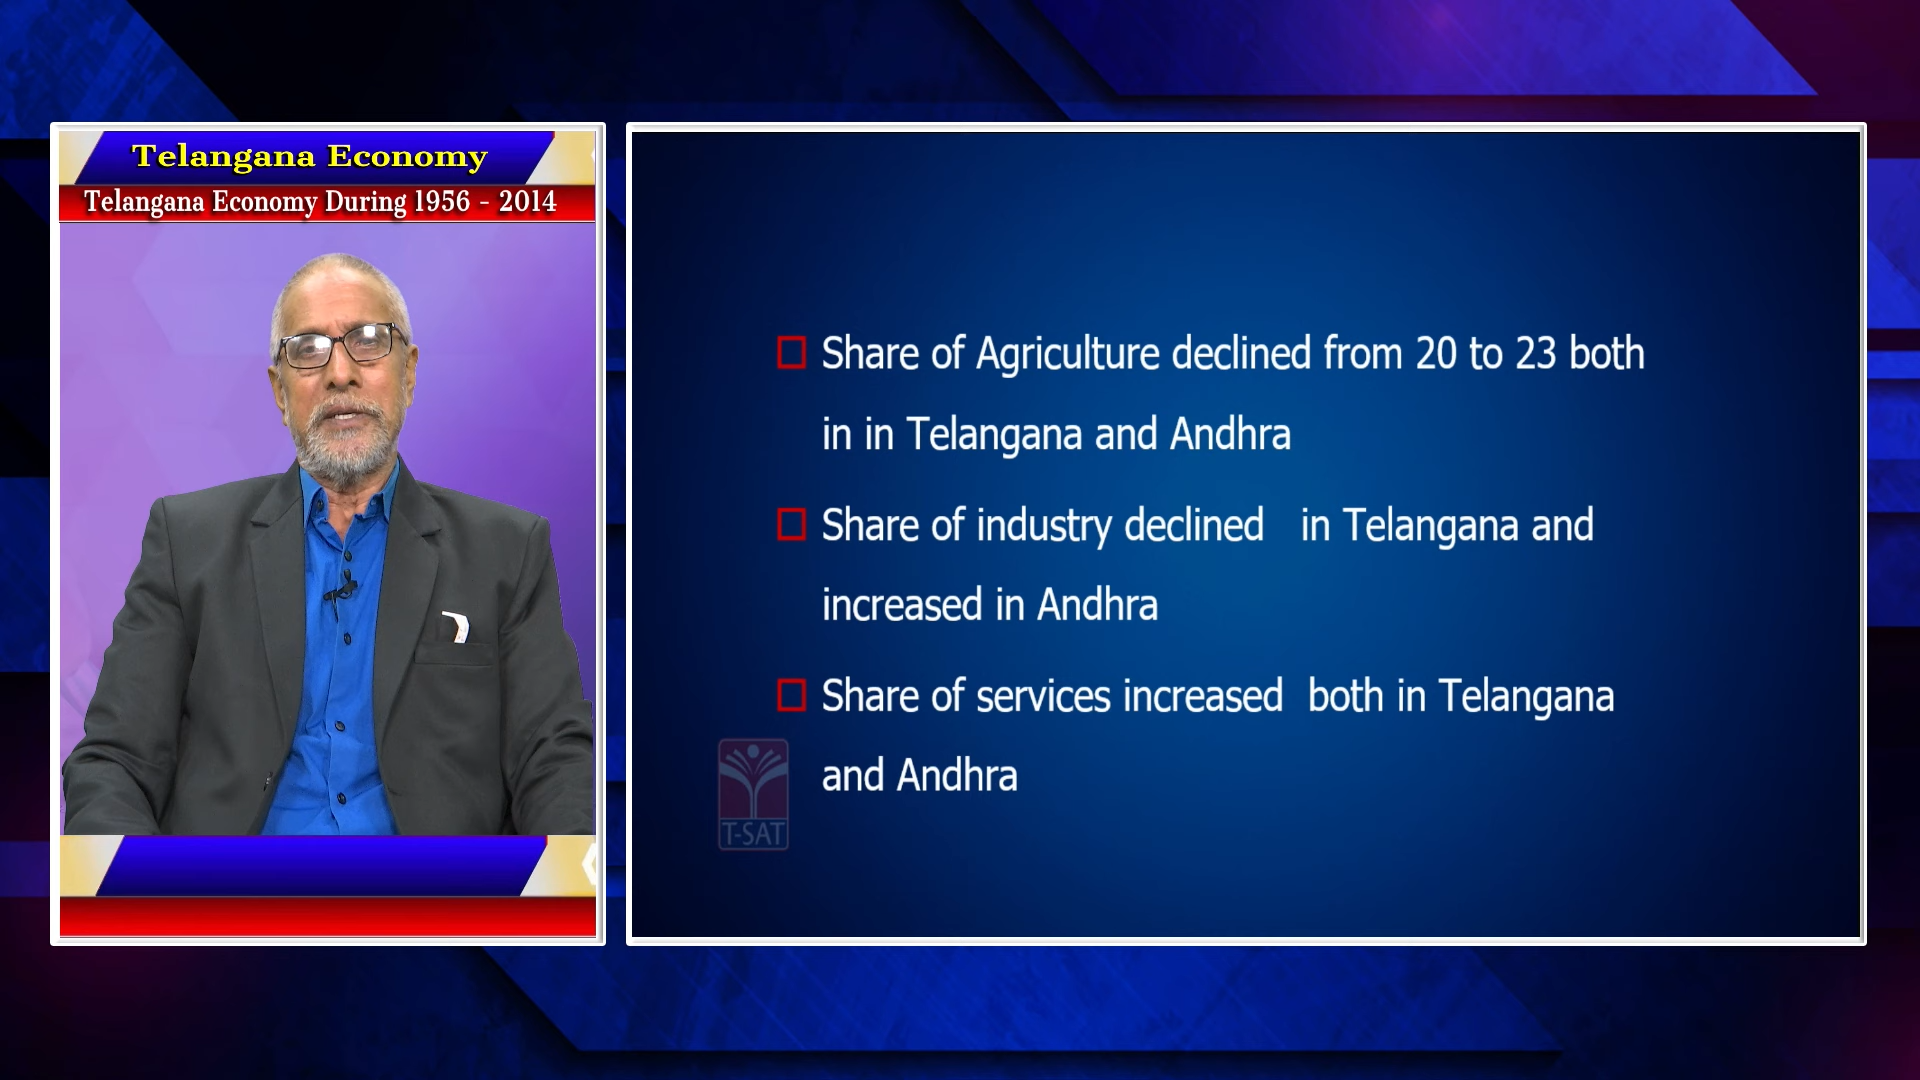 Telangana Economy
Telangana Economy During 1956 - 2014
Share of Agriculture declined from 20 to 23 both
in in Telangana and Andhra
Share of industry declined in Telangana and
increased in Andhra
Share of services increased both in Telangana
and Andhra
T-SAT